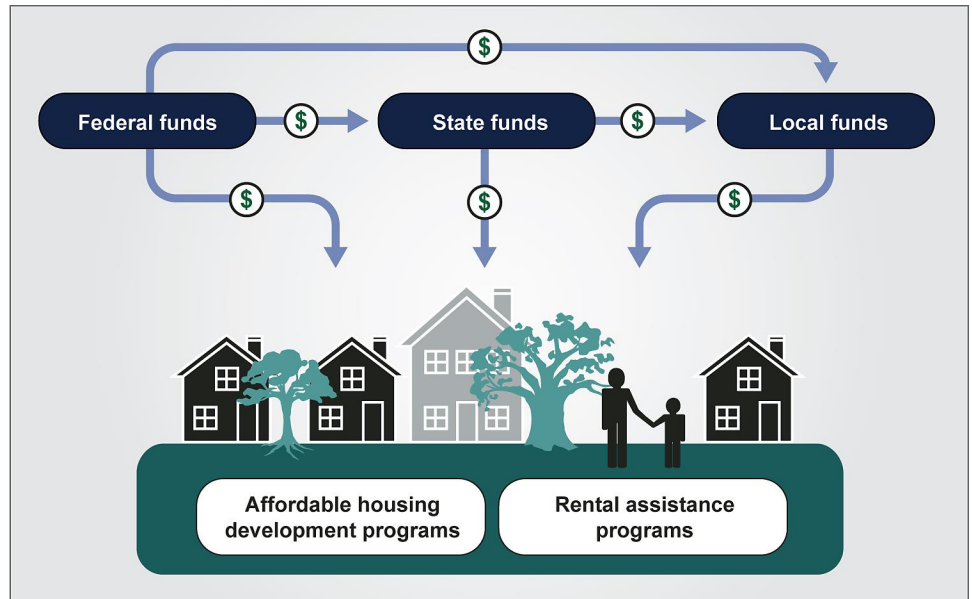 $
Federal funds
$
State funds
$
Local funds
$
$
$
Affordable housing
development programs
Rental assistance
programs